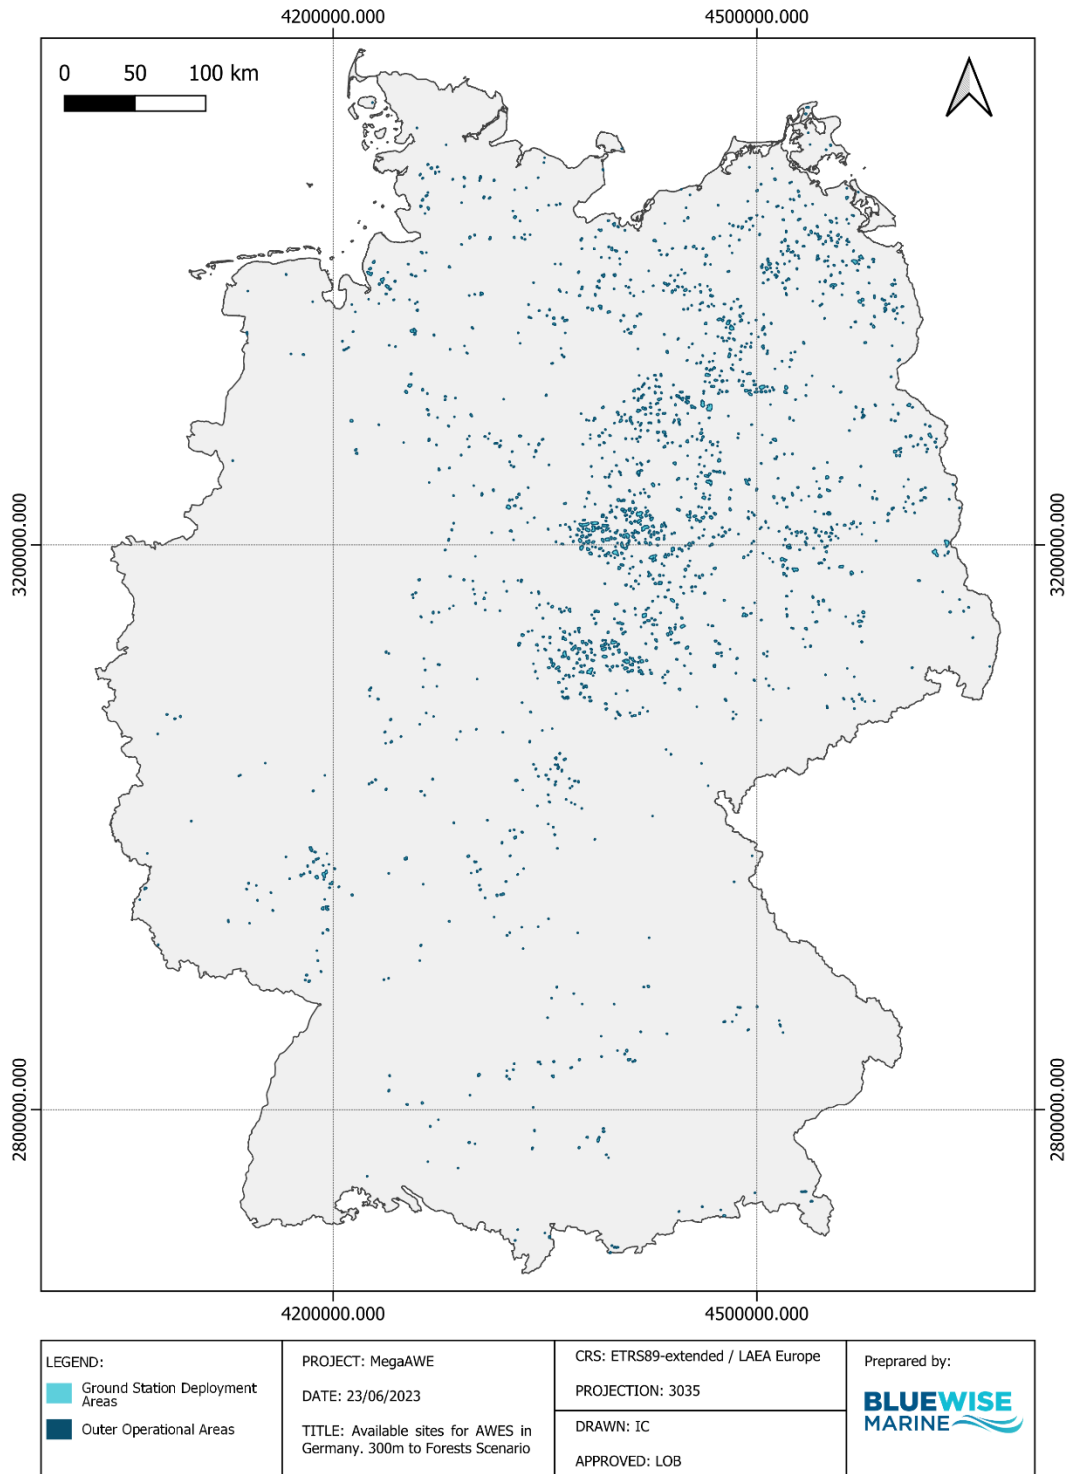 4200000.000 4500000.000
0 50 100 km
3200000.000 3200000.000
2800000.000 2800000.000
4200000.000 4500000.000
LEGEND:
Ground Station Deployment
Areas
Outer Operational Areas
PROJECT: MegaAWE
DATE: 23/06/2023
TITLE: Available sites for AWES in
Germany. 300m to Forests Scenario
CRS: ETRS89-extended / LAEA Europe
PROJECTION: 3035
DRAWN: IC
APPROVED: LOB
Preprared by:
BLUEWISE
MARINE